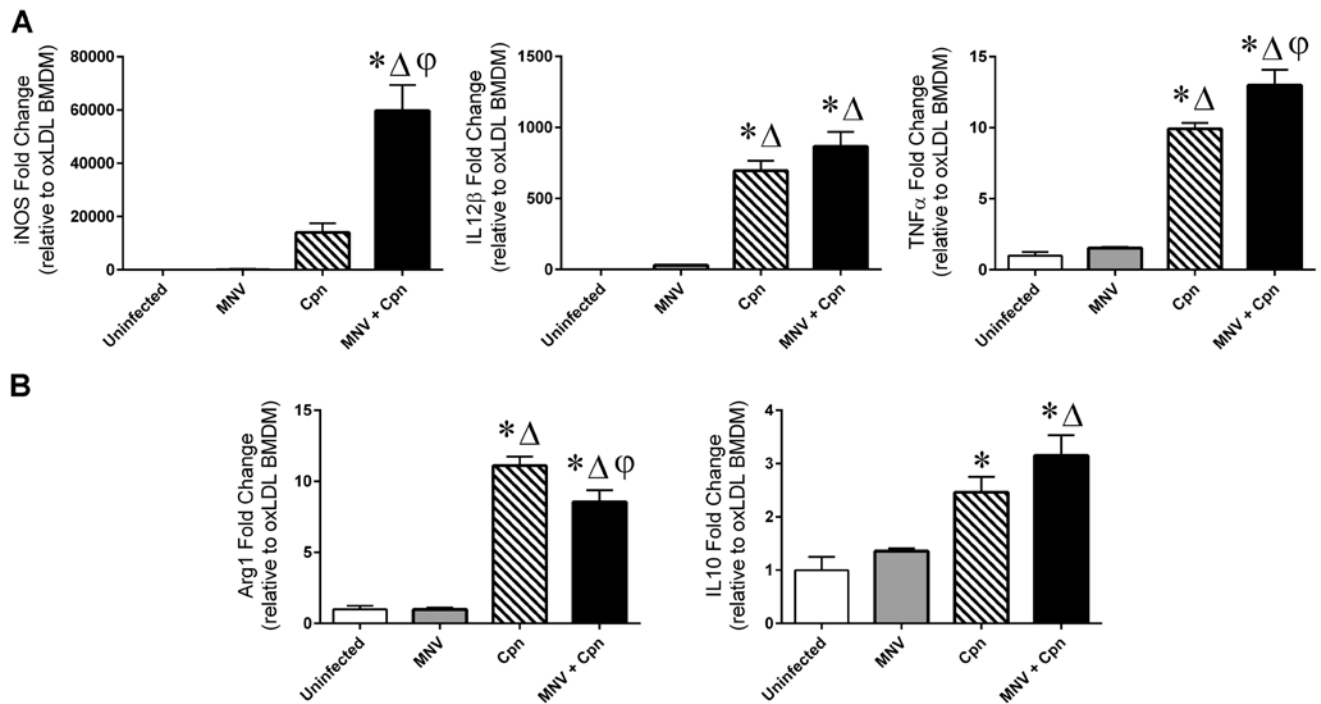 A
iNOS Fold Change
(relative to oxLDL BMDM)
80000
60000
40000
20000
0
* Δ φ
Uninfected
MNV
Cpn
MNV + Cpn
IL12β Fold Change
(relative to oxLDL BMDM)
1500
1000
500
0
* Δ
* Δ
Uninfected
MNV
Cpn
MNV + Cpn
TNFα Fold Change
(relative to oxLDL BMDM)
15
10
5
0
* Δ
* Δ φ
Uninfected
MNV
Cpn
MNV + Cpn
B
Arg1 Fold Change
(relative to oxLDL BMDM)
15
10
5
0
* Δ
* Δ φ
Uninfected
MNV
Cpn
MNV + Cpn
IL10 Fold Change
(relative to oxLDL BMDM)
4
3
2
1
0
*
* Δ
Uninfected
MNV
Cpn
MNV + Cpn